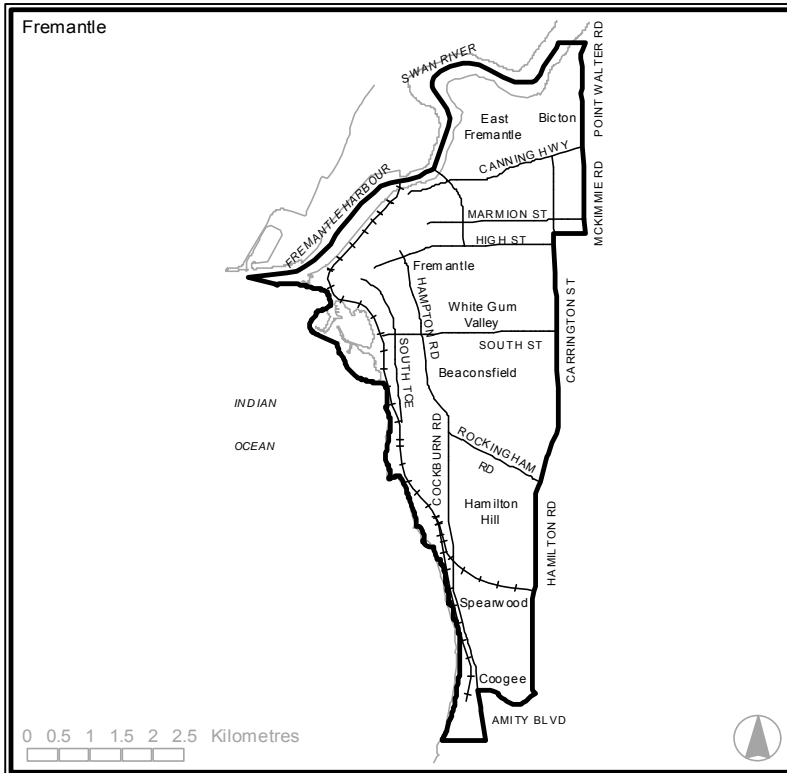 Fremantle
SWAN RIVER
POINT WALTER RD
East
Fremantle
Bicton
CANNING HWY
FREMANTLE HARBOUR
MCKIMMIE RD
MARMION ST
HIGH ST
Fremantle
HAMPTON RD
White Gum
Valley
CARRINGTON ST
SOUTH ST
SOUTH TCE
Beaconsfield
INDIAN
OCEAN
COCKBURN RD
ROCKINGHAM
RD
Hamilton
Hill
HAMILTON RD
Spearwood
Coogee
AMITY BLVD
0 0.5 1 1.5 2 2.5 Kilometres